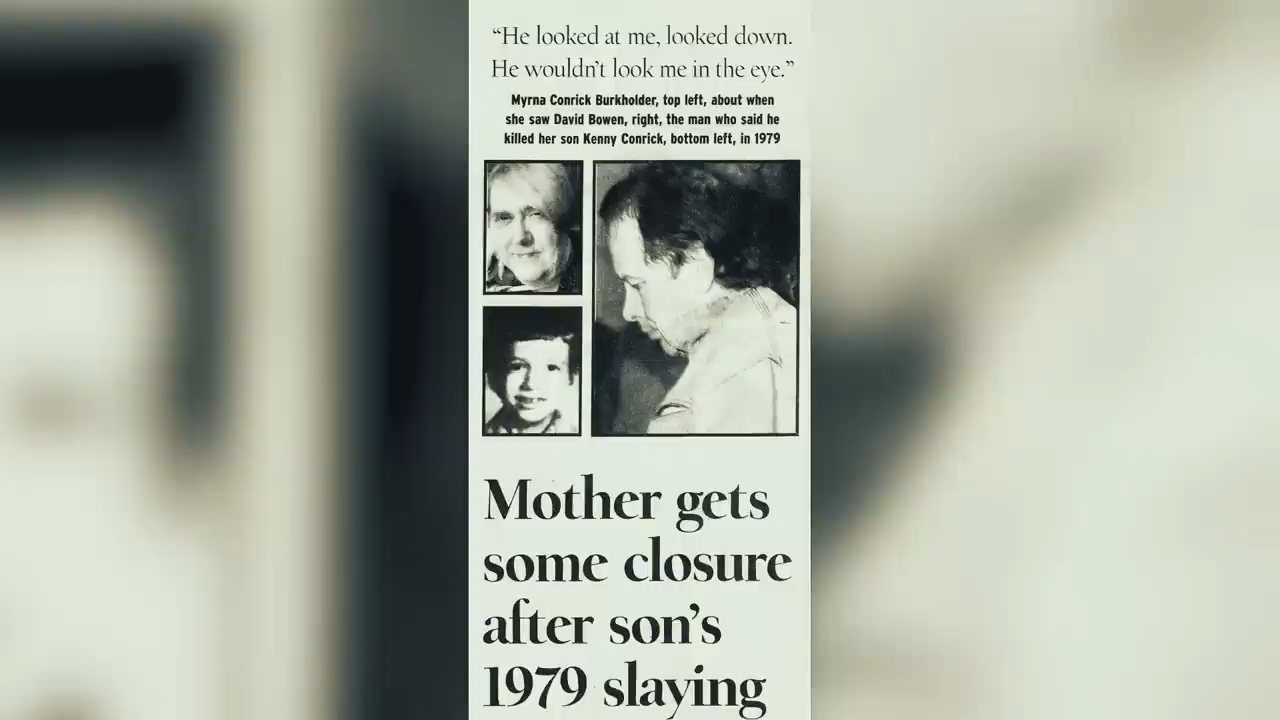 “He looked at me, looked down.
He wouldn’t look me in the eye.”
Myrna Conrick Burkholder, top left, about when
she saw David Bowen, right, the man who said he
killed her son Kenny Conrick, bottom left, in 1979
Mother gets
some closure
after son’s
1979 slaying